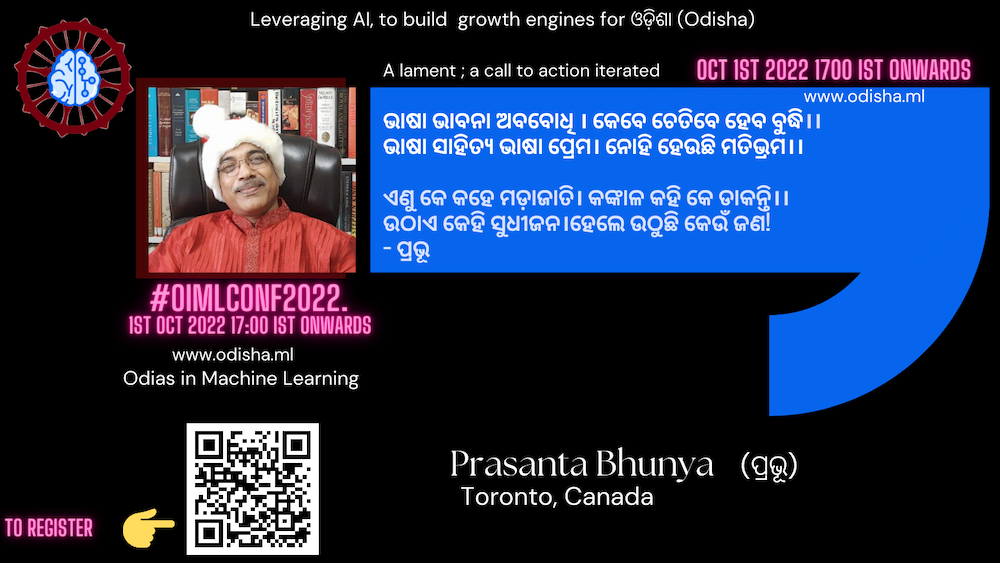 Leveraging AI, to build growth engines for ଓଡ଼ିଶା (Odisha)
A lament ; a call to action iterated
OCT 1ST 2022 1700 IST ONWARDS
www.odisha.ml
ଭାଷା ଭାବନା ଅବବୋଧି । କେବେ ଚେତିବେ ହେବ ବୁଦ୍ଧି।।
ଭାଷା ସାହିତ୍ୟ ଭାଷା ପ୍ରେମ। ନୋହି ହେଉଛି ମତିଭ୍ରମ।।
ଏଣୁ କେ କହେ ମଡ଼ାଜାତି। କଙ୍କାଳ କହି କେ ଡାକନ୍ତି।।
ଉଠାଏ କେହି ସୁଧୀଜନ।ହେଲେ ଉଠୁଛି କେଉଁ ଜଣ!
- ପ୍ରଭୂ
#OIMLCONF2022.
1ST OCT 2022 17:00 IST ONWARDS
www.odisha.ml
Odias in Machine Learning
Prasanta Bhunya (ପ୍ରଭୂ)
Toronto, Canada
TO REGISTER